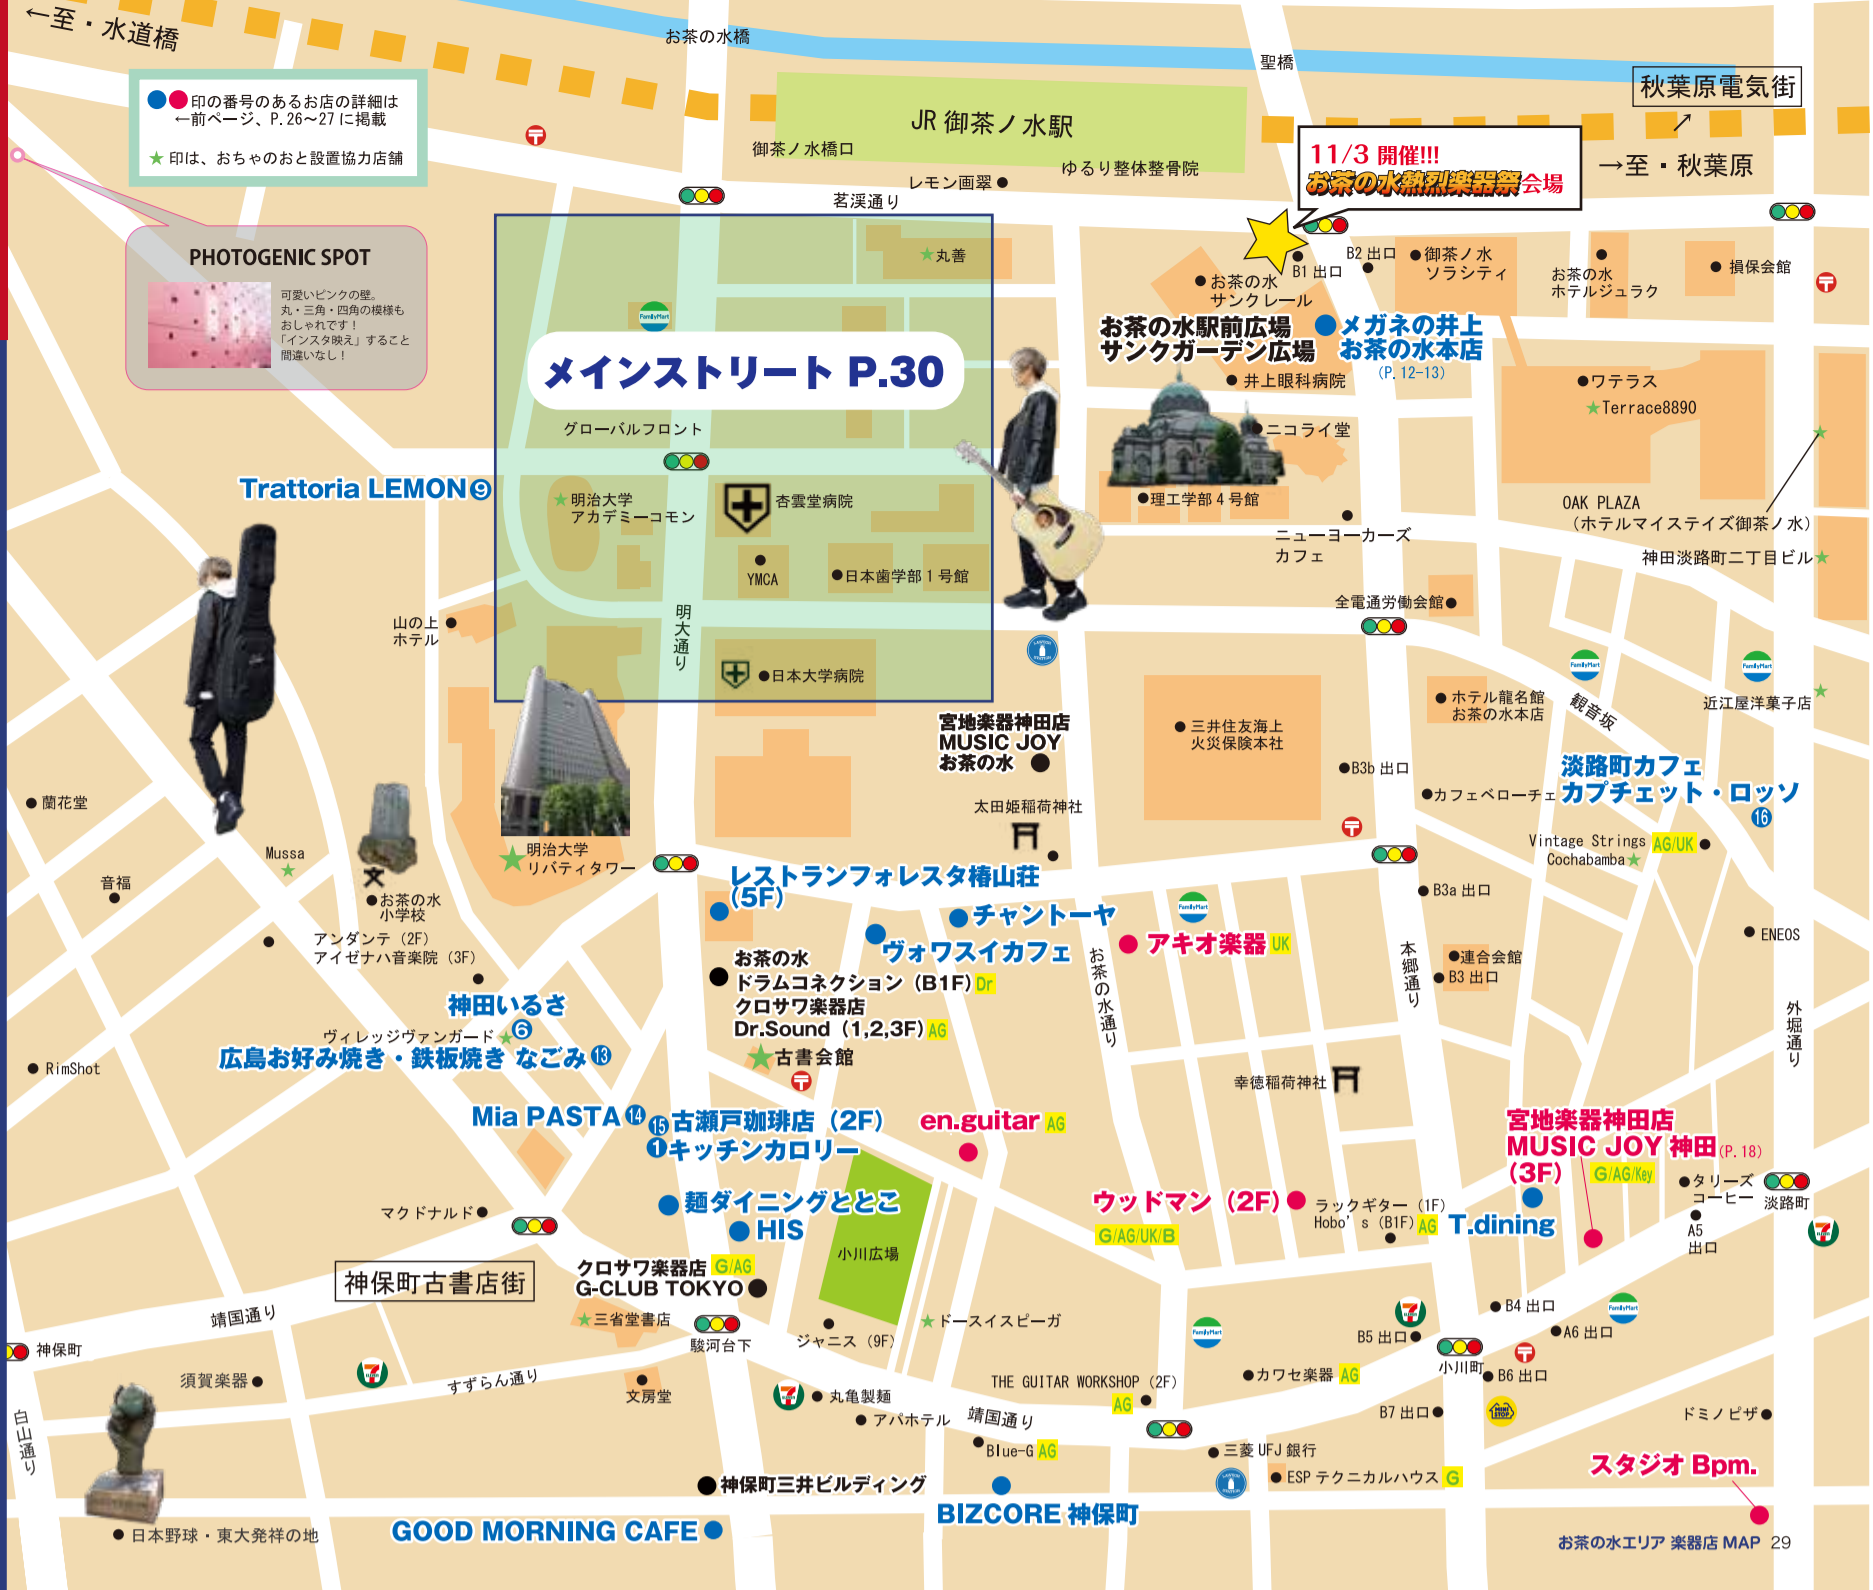 ←至・水道橋
お茶の水橋
聖橋
秋葉原電気街
→至・秋葉原
●●印の番号のあるお店の詳細は
←前ページ、P.26〜27 に掲載
★印は、おちゃのおと設置協力店舗
JR 御茶ノ水駅
御茶ノ水橋口
ゆるり整体整骨院
レモン画翠
茗渓通り
11/3 開催!!!
お茶の水熱烈楽器祭会場
PHOTOGENIC SPOT
可愛いピンクの壁。
丸・三角・四角の模様も
おしゃれです！
「インスタ映え」すること
間違いなし！
★丸善
FamilyMart
メインストリート P.30
グローバルフロント
B1 出口
B2 出口
御茶ノ水
ソラシティ
お茶の水
サンクレール
お茶の水
ホテルジュラク
損保会館
お茶の水駅前広場
サンクガーデン広場
メガネの井上
お茶の水本店
(P.12-13)
井上眼科病院
ワテラス
★Terrace8890
ニコライ堂
Trattoria LEMON⑨
★明治大学
アカデミーコモン
杏雲堂病院
YMCA
日本歯学部１号館
理工学部４号館
ニューヨーカーズ
カフェ
OAK PLAZA
（ホテルマイステイズ御茶ノ水）
神田淡路町二丁目ビル★
山の上
ホテル
明大通り
日本大学病院
全電通労働会館
FamilyMart
FamilyMart
ホテル龍名館
お茶の水本店
観音坂
近江屋洋菓子店
宮地楽器神田店
MUSIC JOY
お茶の水
三井住友海上
火災保険本社
B3b 出口
カフェベローチェ
淡路町カフェ
カプチェット・ロッソ
⑯
蘭花堂
太田姫稲荷神社
Vintage Strings AG/UK
Cochabamba★
Mussa
★明治大学
リバティタワー
音福
文
お茶の水
小学校
レストランフォレスタ椿山荘
(5F)
チャントーヤ
ヴォワスイカフェ
FamilyMart
アキオ楽器 UK
B3a 出口
ENEOS
アンダンテ（2F）
アイゼナハ音楽院（3F）
お茶の水
ドラムコネクション（B1F）Dr
クロサワ楽器店
Dr.Sound（1,2,3F）AG
★古書会館
お茶の水通り
本郷通り
連合会館
B3 出口
外堀通り
神田いるさ
⑥
ヴィレッジヴァンガード★
広島お好み焼き・鉄板焼き なごみ⑬
RimShot
幸徳稲荷神社
Mia PASTA⑭
⑮古瀬戸珈琲店（2F）
①キッチンカロリー
en.guitar AG
宮地楽器神田店
MUSIC JOY 神田(P.18)
（3F）
G/AG/Key
タリーズ
コーヒー
淡路町
A5
出口
麺ダイニングととこ
HIS
マクドナルド
ウッドマン（2F）
G/AG/UK/B
ラックギター（1F）
Hobo's（B1F）AG
T.dining
小川広場
神保町古書店街
クロサワ楽器店 G/AG
G-CLUB TOKYO
靖国通り
★三省堂書店
駿河台下
ジャニス（9F）
★ドースイスピーガ
FamilyMart
B4 出口
FamilyMart
B5 出口
A6 出口
小川町
B6 出口
神保町
須賀楽器
すずらん通り
文房堂
丸亀製麺
アパホテル
靖国通り
THE GUITAR WORKSHOP（2F）
AG
カワセ楽器 AG
B7 出口
MINI STOP
ドミノピザ
白山通り
Blue-G AG
三菱 UFJ 銀行
ESP テクニカルハウス G
スタジオ Bpm.
神保町三井ビルディング
BIZCORE 神保町
GOOD MORNING CAFE
日本野球・東大発祥の地
お茶の水エリア 楽器店 MAP 29